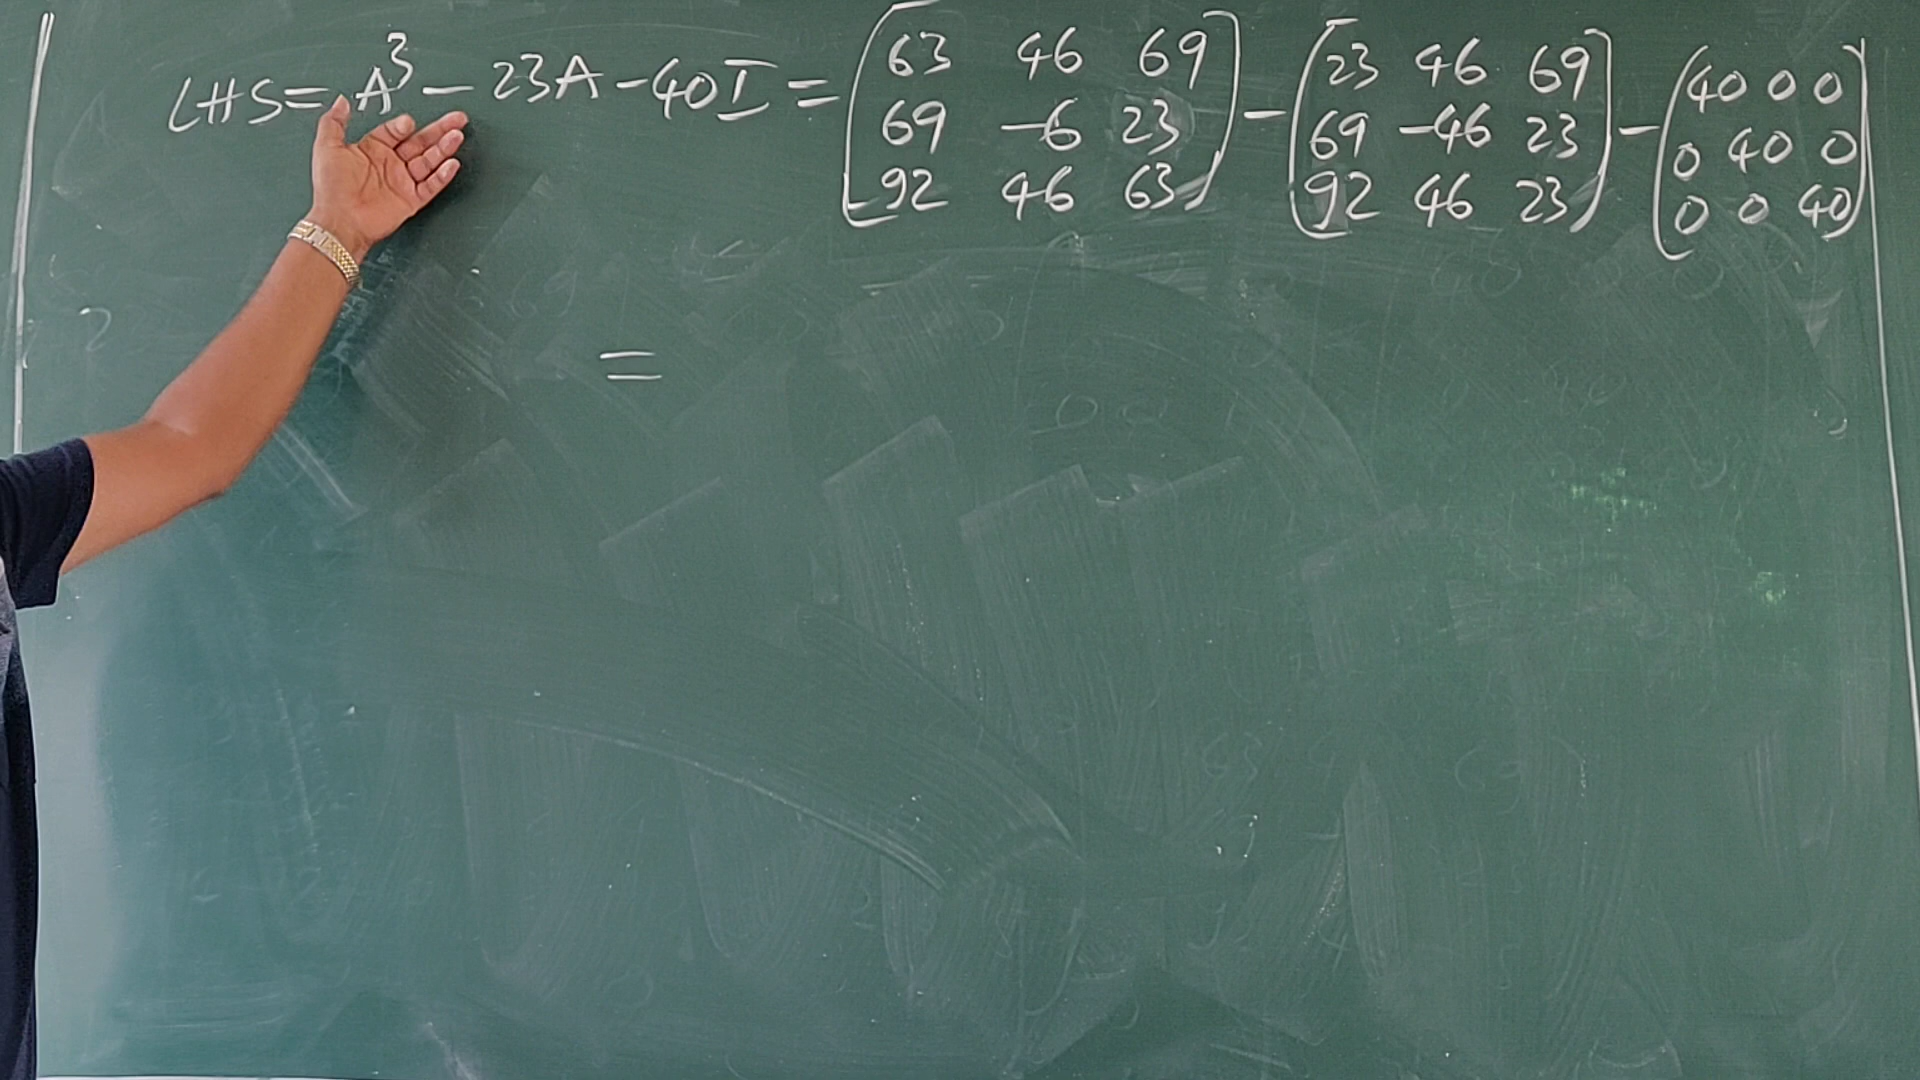 LHS = A³ - 23A - 40I = [63 46 69 - [23 46 69 - (40 0 0
69 -6 23 69 -46 23 0 40 0
92 46 63] 92 46 23] 0 0 40)
=